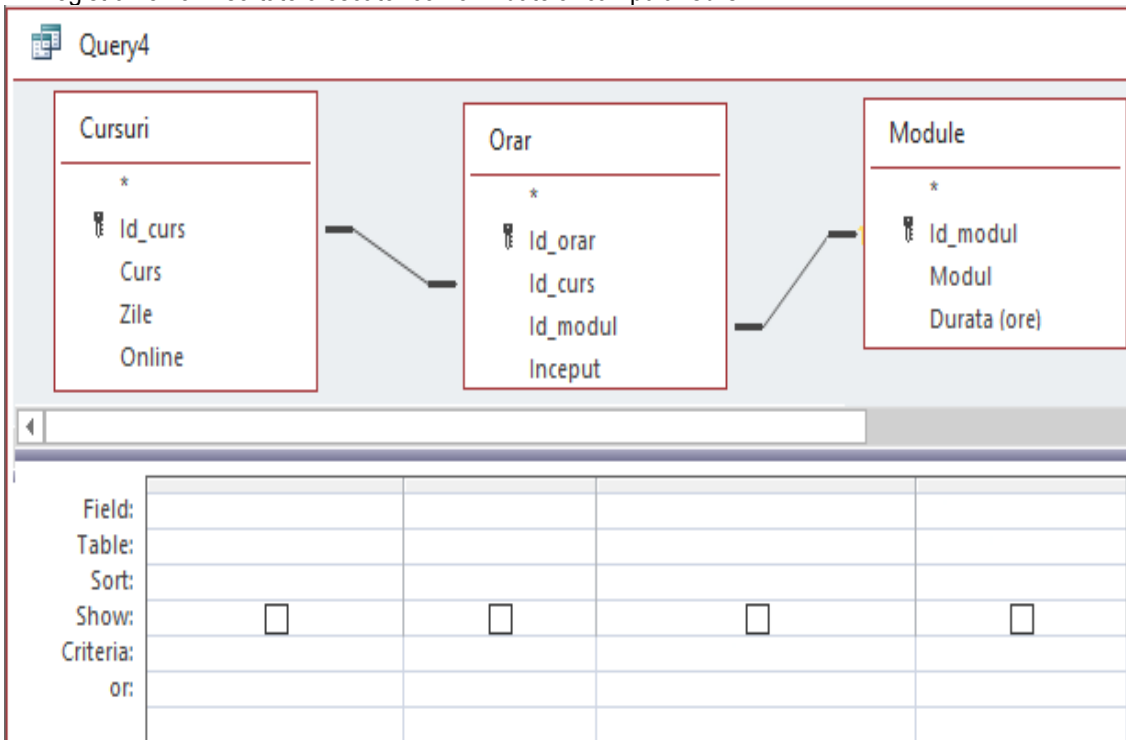 Query4
Cursuri
*
Id_curs
Curs
Zile
Online
Orar
*
Id_orar
Id_curs
Id_modul
Inceput
Module
*
Id_modul
Modul
Durata (ore)
Field:
Table:
Sort:
Show:
Criteria:
or: